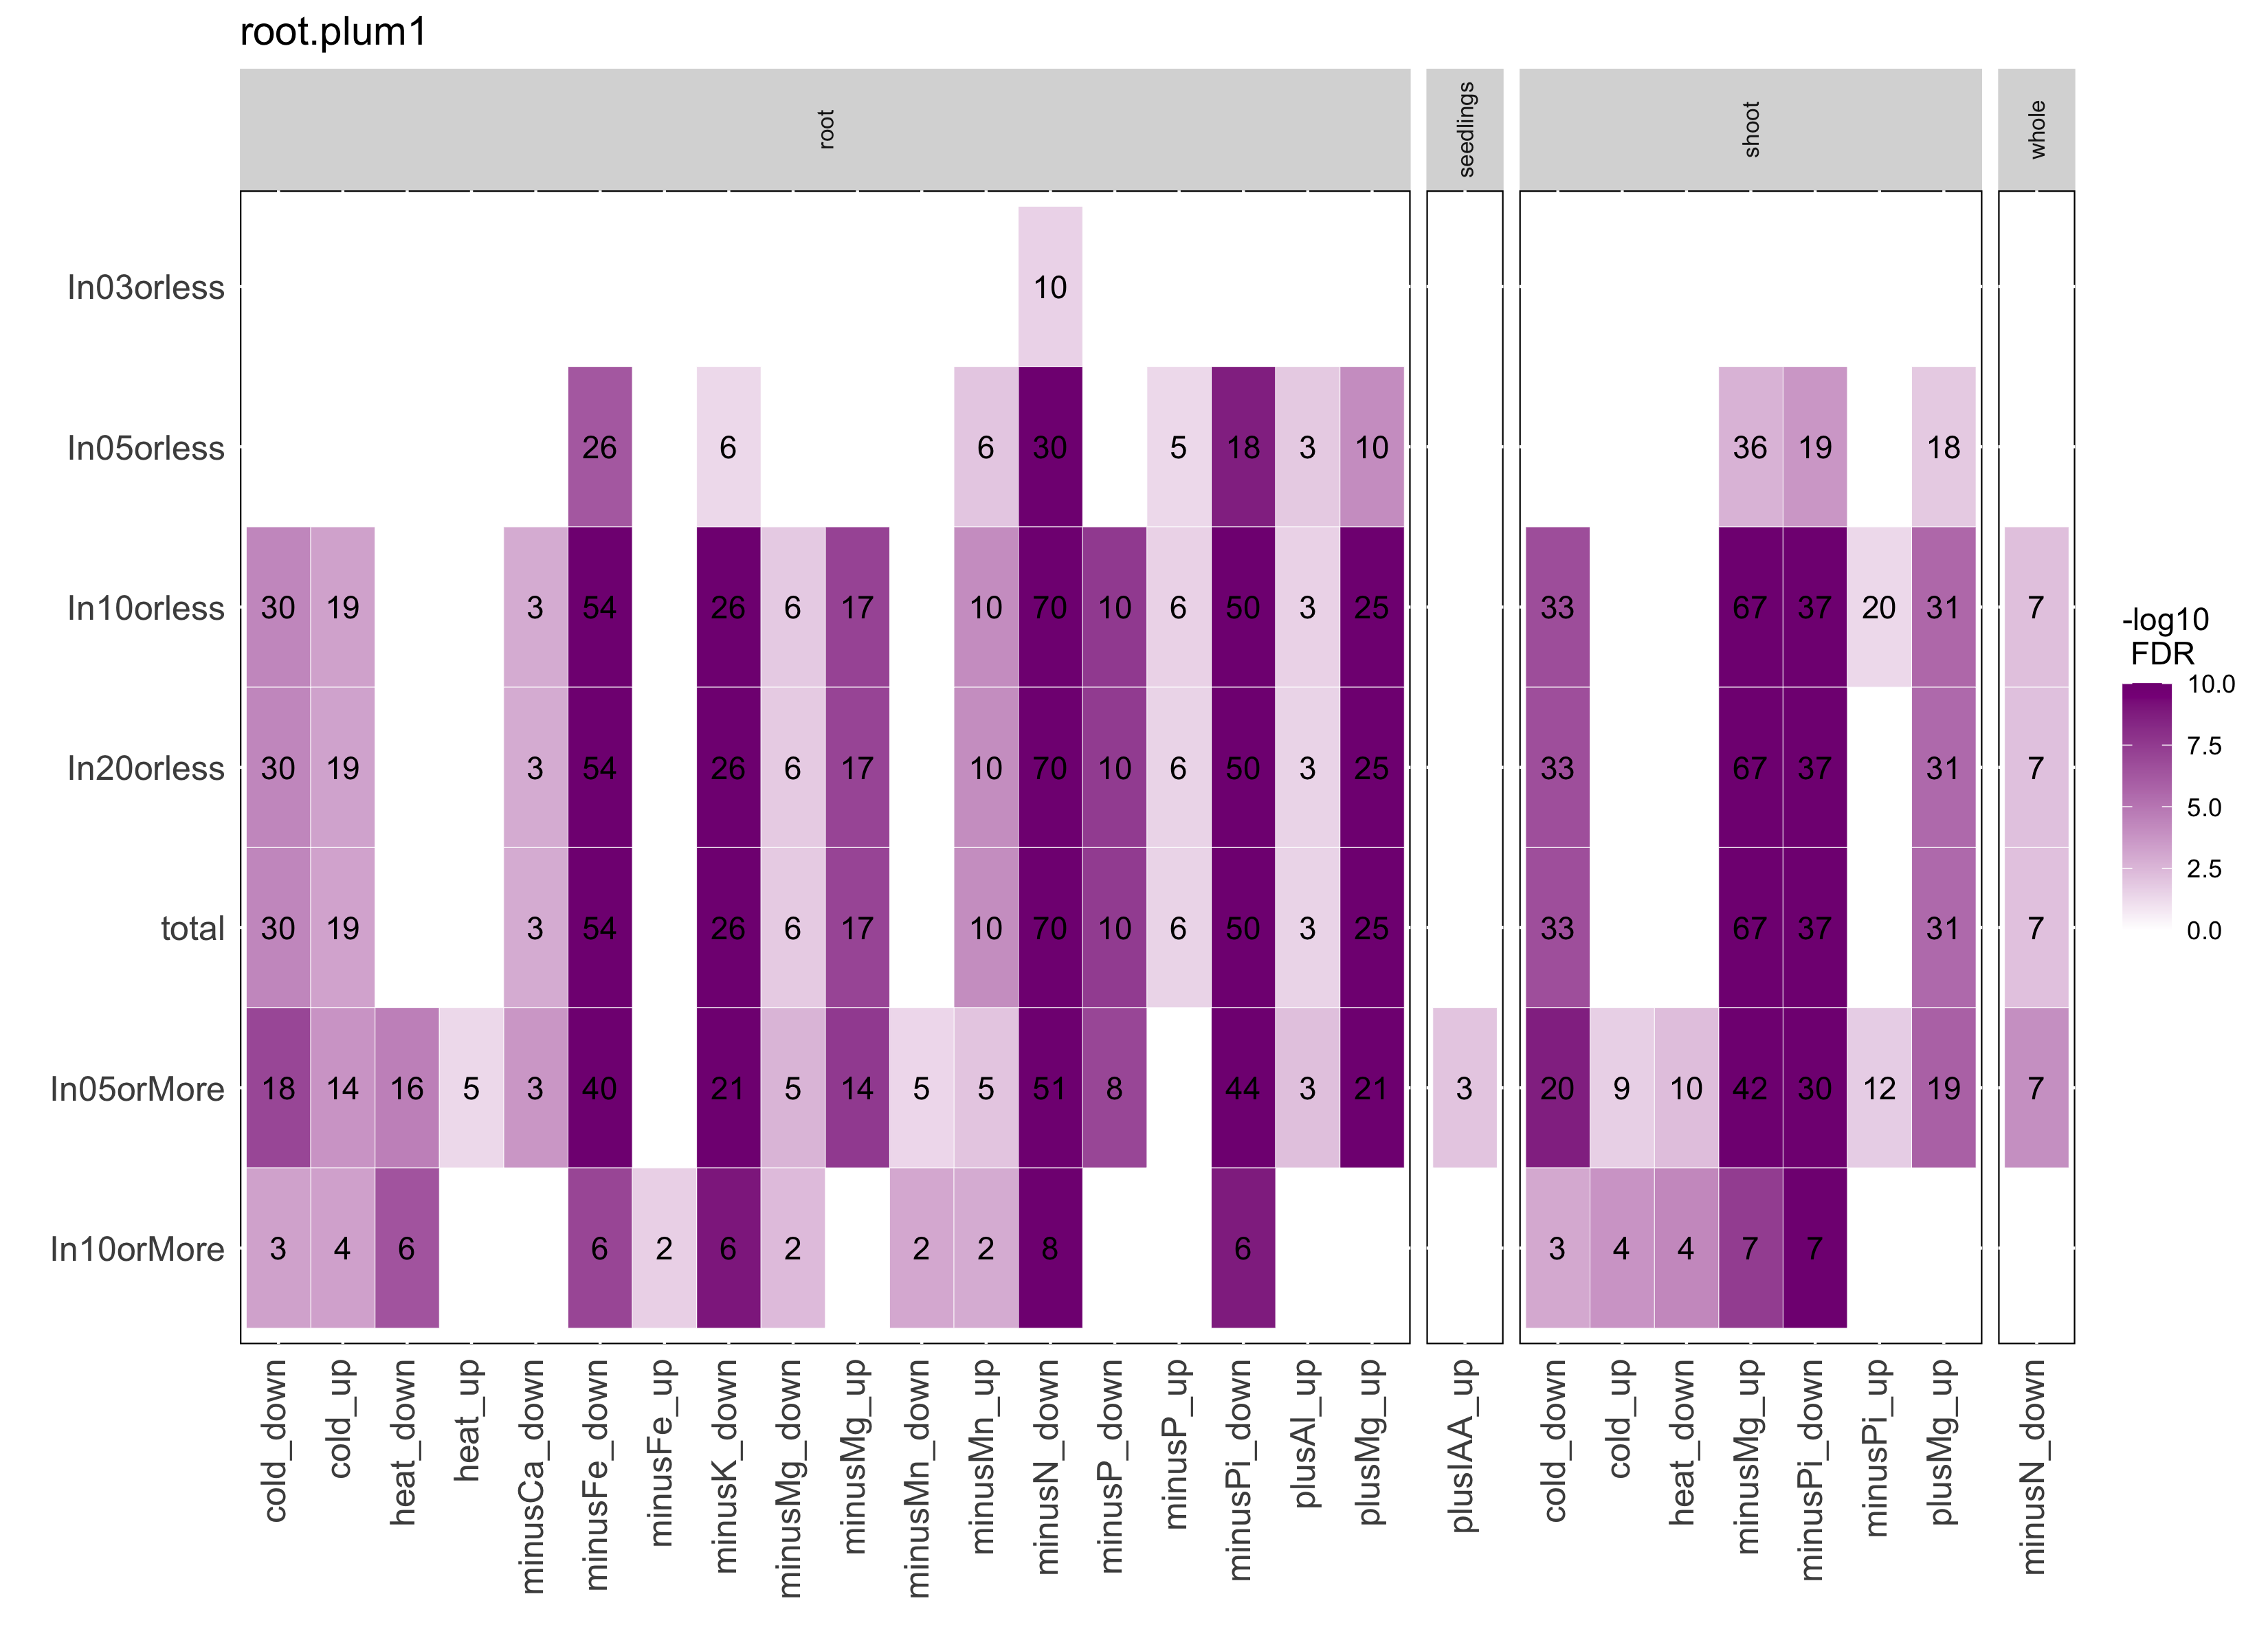 root.plum1
root seedlings shoot whole
In03orless 10
In05orless 26 6 6 30 5 18 3 10 36 19 18
In10orless 30 19 3 54 26 6 17 10 70 10 6 50 3 25 33 67 37 20 31 7
In20orless 30 19 3 54 26 6 17 10 70 10 6 50 3 25 33 67 37 31 7
total 30 19 3 54 26 6 17 10 70 10 6 50 3 25 33 67 37 31 7
In05orMore 18 14 16 5 3 40 21 5 14 5 5 51 8 44 3 21 3 20 9 10 42 30 12 19 7
In10orMore 3 4 6 6 2 6 2 2 2 8 6 3 4 4 7 7
cold_down
cold_up
heat_down
heat_up
minusCa_down
minusFe_down
minusFe_up
minusK_down
minusMg_down
minusMg_up
minusMn_down
minusMn_up
minusN_down
minusP_down
minusP_up
minusPi_down
plusAl_up
plusMg_up
plusIAA_up
cold_down
cold_up
heat_down
minusMg_up
minusPi_down
minusPi_up
plusMg_up
minusN_down
-log10
FDR
10.0
7.5
5.0
2.5
0.0